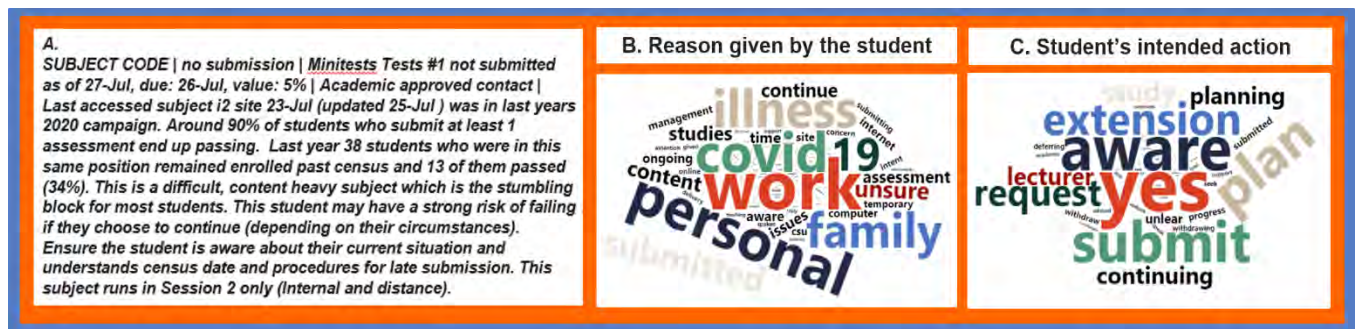 A.
SUBJECT CODE | no submission | Minitests Tests #1 not submitted
as of 27-Jul, due: 26-Jul, value: 5% | Academic approved contact |
Last accessed subject i2 site 23-Jul (updated 25-Jul ) was in last years
2020 campaign. Around 90% of students who submit at least 1
assessment end up passing. Last year 38 students who were in this
same position remained enrolled past census and 13 of them passed
(34%). This is a difficult, content heavy subject which is the stumbling
block for most students. This student may have a strong risk of failing
if they choose to continue (depending on their circumstances).
Ensure the student is aware about their current situation and
understands census date and procedures for late submission. This
subject runs in Session 2 only (Internal and distance).
B. Reason given by the student
continue
illness
management
submitting
internet
studies
time
site
concern
covid
19
ongoing
online
intent
content
work
assessment
unsure
temporary
personal
aware
computer
issues
csu
family
submitted
C. Student's intended action
study
planning
extension
submitted
deferring
aware
plan
lecturer
yes
seek
request
withdraw
unlear
progress
withdrawing
submit
continuing